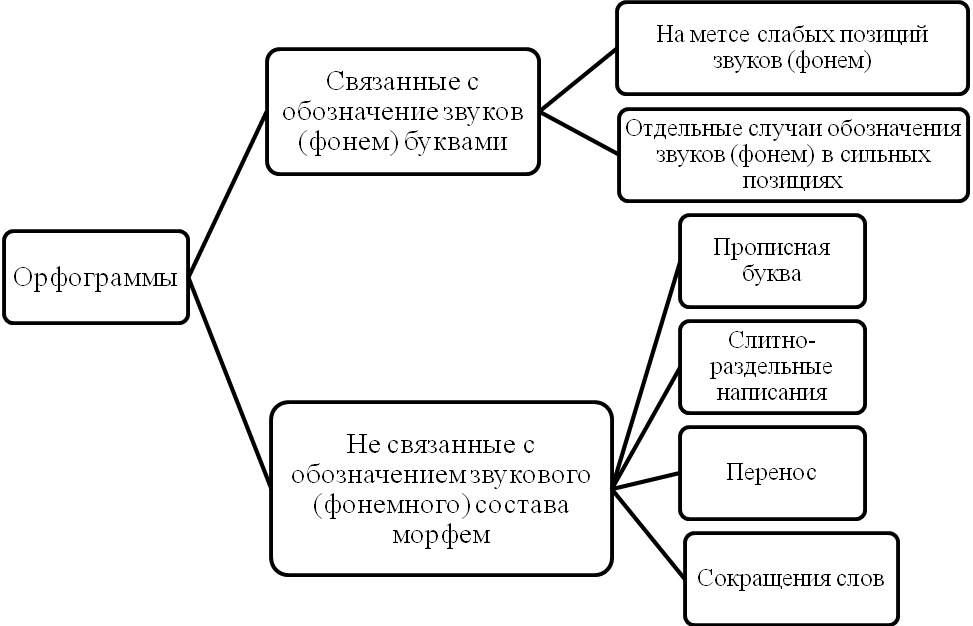 Орфограммы
Связанные с
обозначение звуков
(фонем) буквами
На метсе слабых позиций
звуков (фонем)
Отдельные случаи обозначения
звуков (фонем) в сильных
позициях
Не связанные с
обозначением звукового
(фонемного) состава
морфем
Прописная
буква
Слитно-
раздельные
написания
Перенос
Сокращения слов